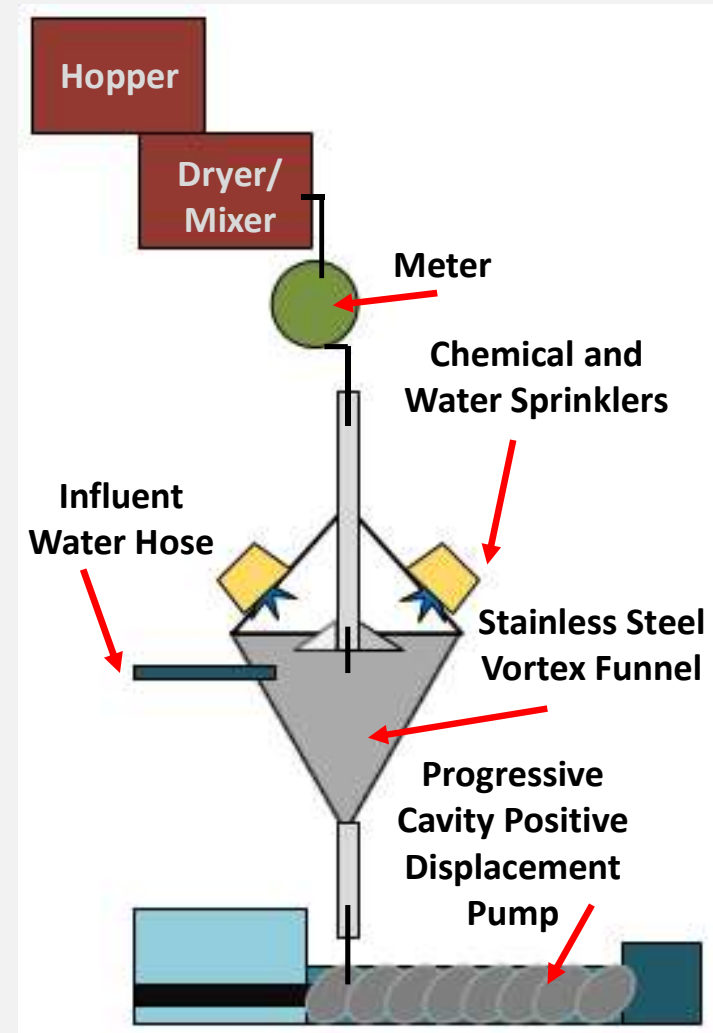 Hopper
Dryer/
Mixer
Meter
Chemical and
Water Sprinklers
Influent
Water Hose
Stainless Steel
Vortex Funnel
Progressive
Cavity Positive
Displacement
Pump